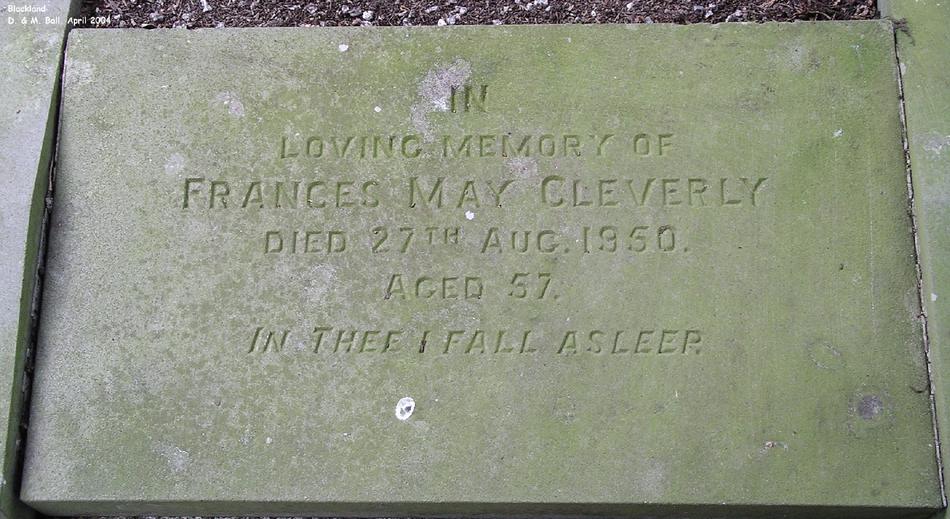 Blackland
D. & M. Ball, April 2004
IN
LOVING MEMORY OF
FRANCES MAY CLEVERLY
DIED 27TH AUG. 1950.
AGED 57.
IN THEE I FALL ASLEEP.